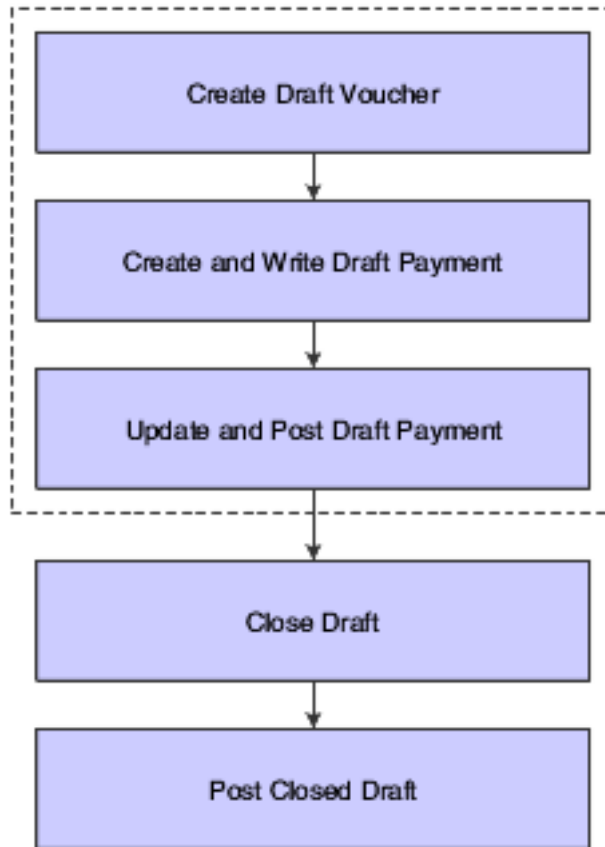 Create Draft Voucher
Create and Write Draft Payment
Update and Post Draft Payment
Close Draft
Post Closed Draft